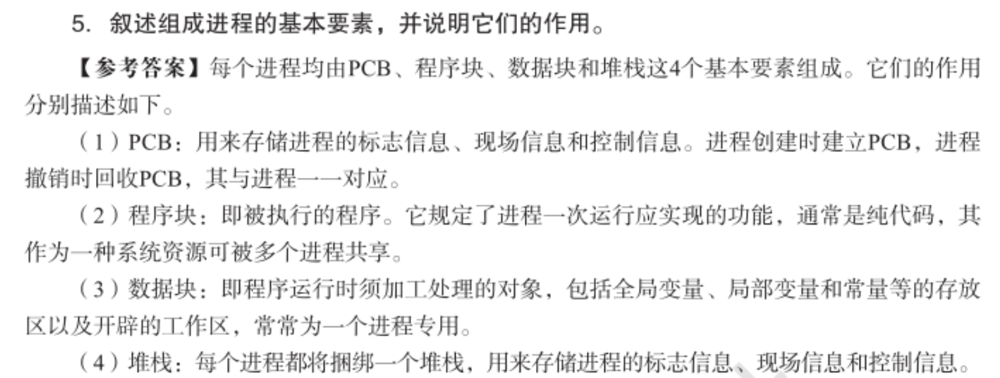 5. 叙述组成进程的基本要素，并说明它们的作用。
【参考答案】每个进程均由PCB、程序块、数据块和堆栈这4个基本要素组成。它们的作用
分别描述如下。
（1）PCB：用来存储进程的标志信息、现场信息和控制信息。进程创建时建立PCB，进程
撤销时回收PCB，其与进程一一对应。
（2）程序块：即被执行的程序。它规定了进程一次运行应实现的功能，通常是纯代码，其
作为一种系统资源可被多个进程共享。
（3）数据块：即程序运行时须加工处理的对象，包括全局变量、局部变量和常量等的存放
区以及开辟的工作区，常常为一个进程专用。
（4）堆栈：每个进程都将捆绑一个堆栈，用来存储进程的标志信息、现场信息和控制信息。